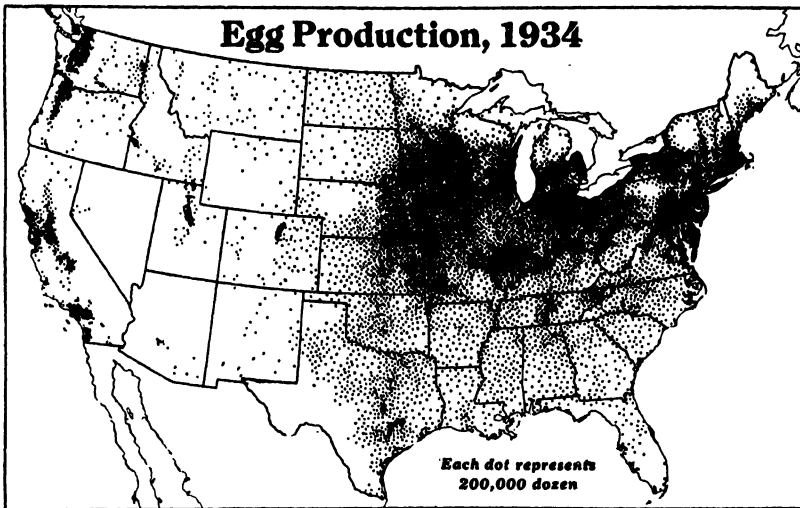 Egg Production, 1934
Each dot represents
200,000 dozen